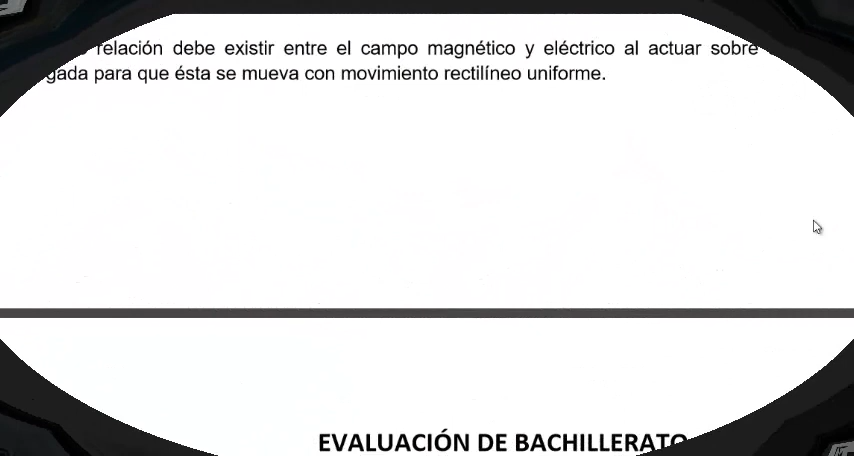 relación debe existir entre el campo magnético y eléctrico al actuar sobre
gada para que ésta se mueva con movimiento rectilíneo uniforme.
EVALUACIÓN DE BACHILLERATO